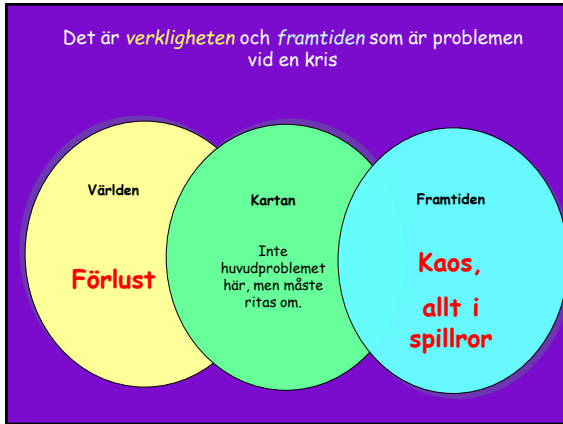 Det är verkligheten och framtiden som är problemen
vid en kris
Världen
Förlust
Kartan
Inte
huvudproblemet
här, men måste
ritas om.
Framtiden
Kaos,
allt i
spillror